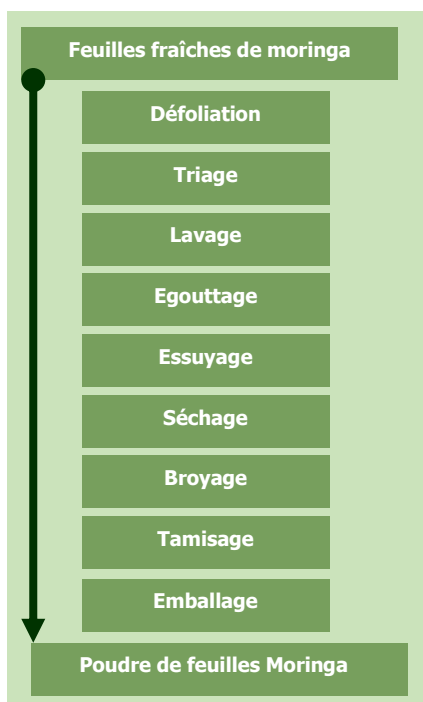 Feuilles fraîches de moringa
Défoliation
Triage
Lavage
Egouttage
Essuyage
Séchage
Broyage
Tamisage
Emballage
Poudre de feuilles Moringa